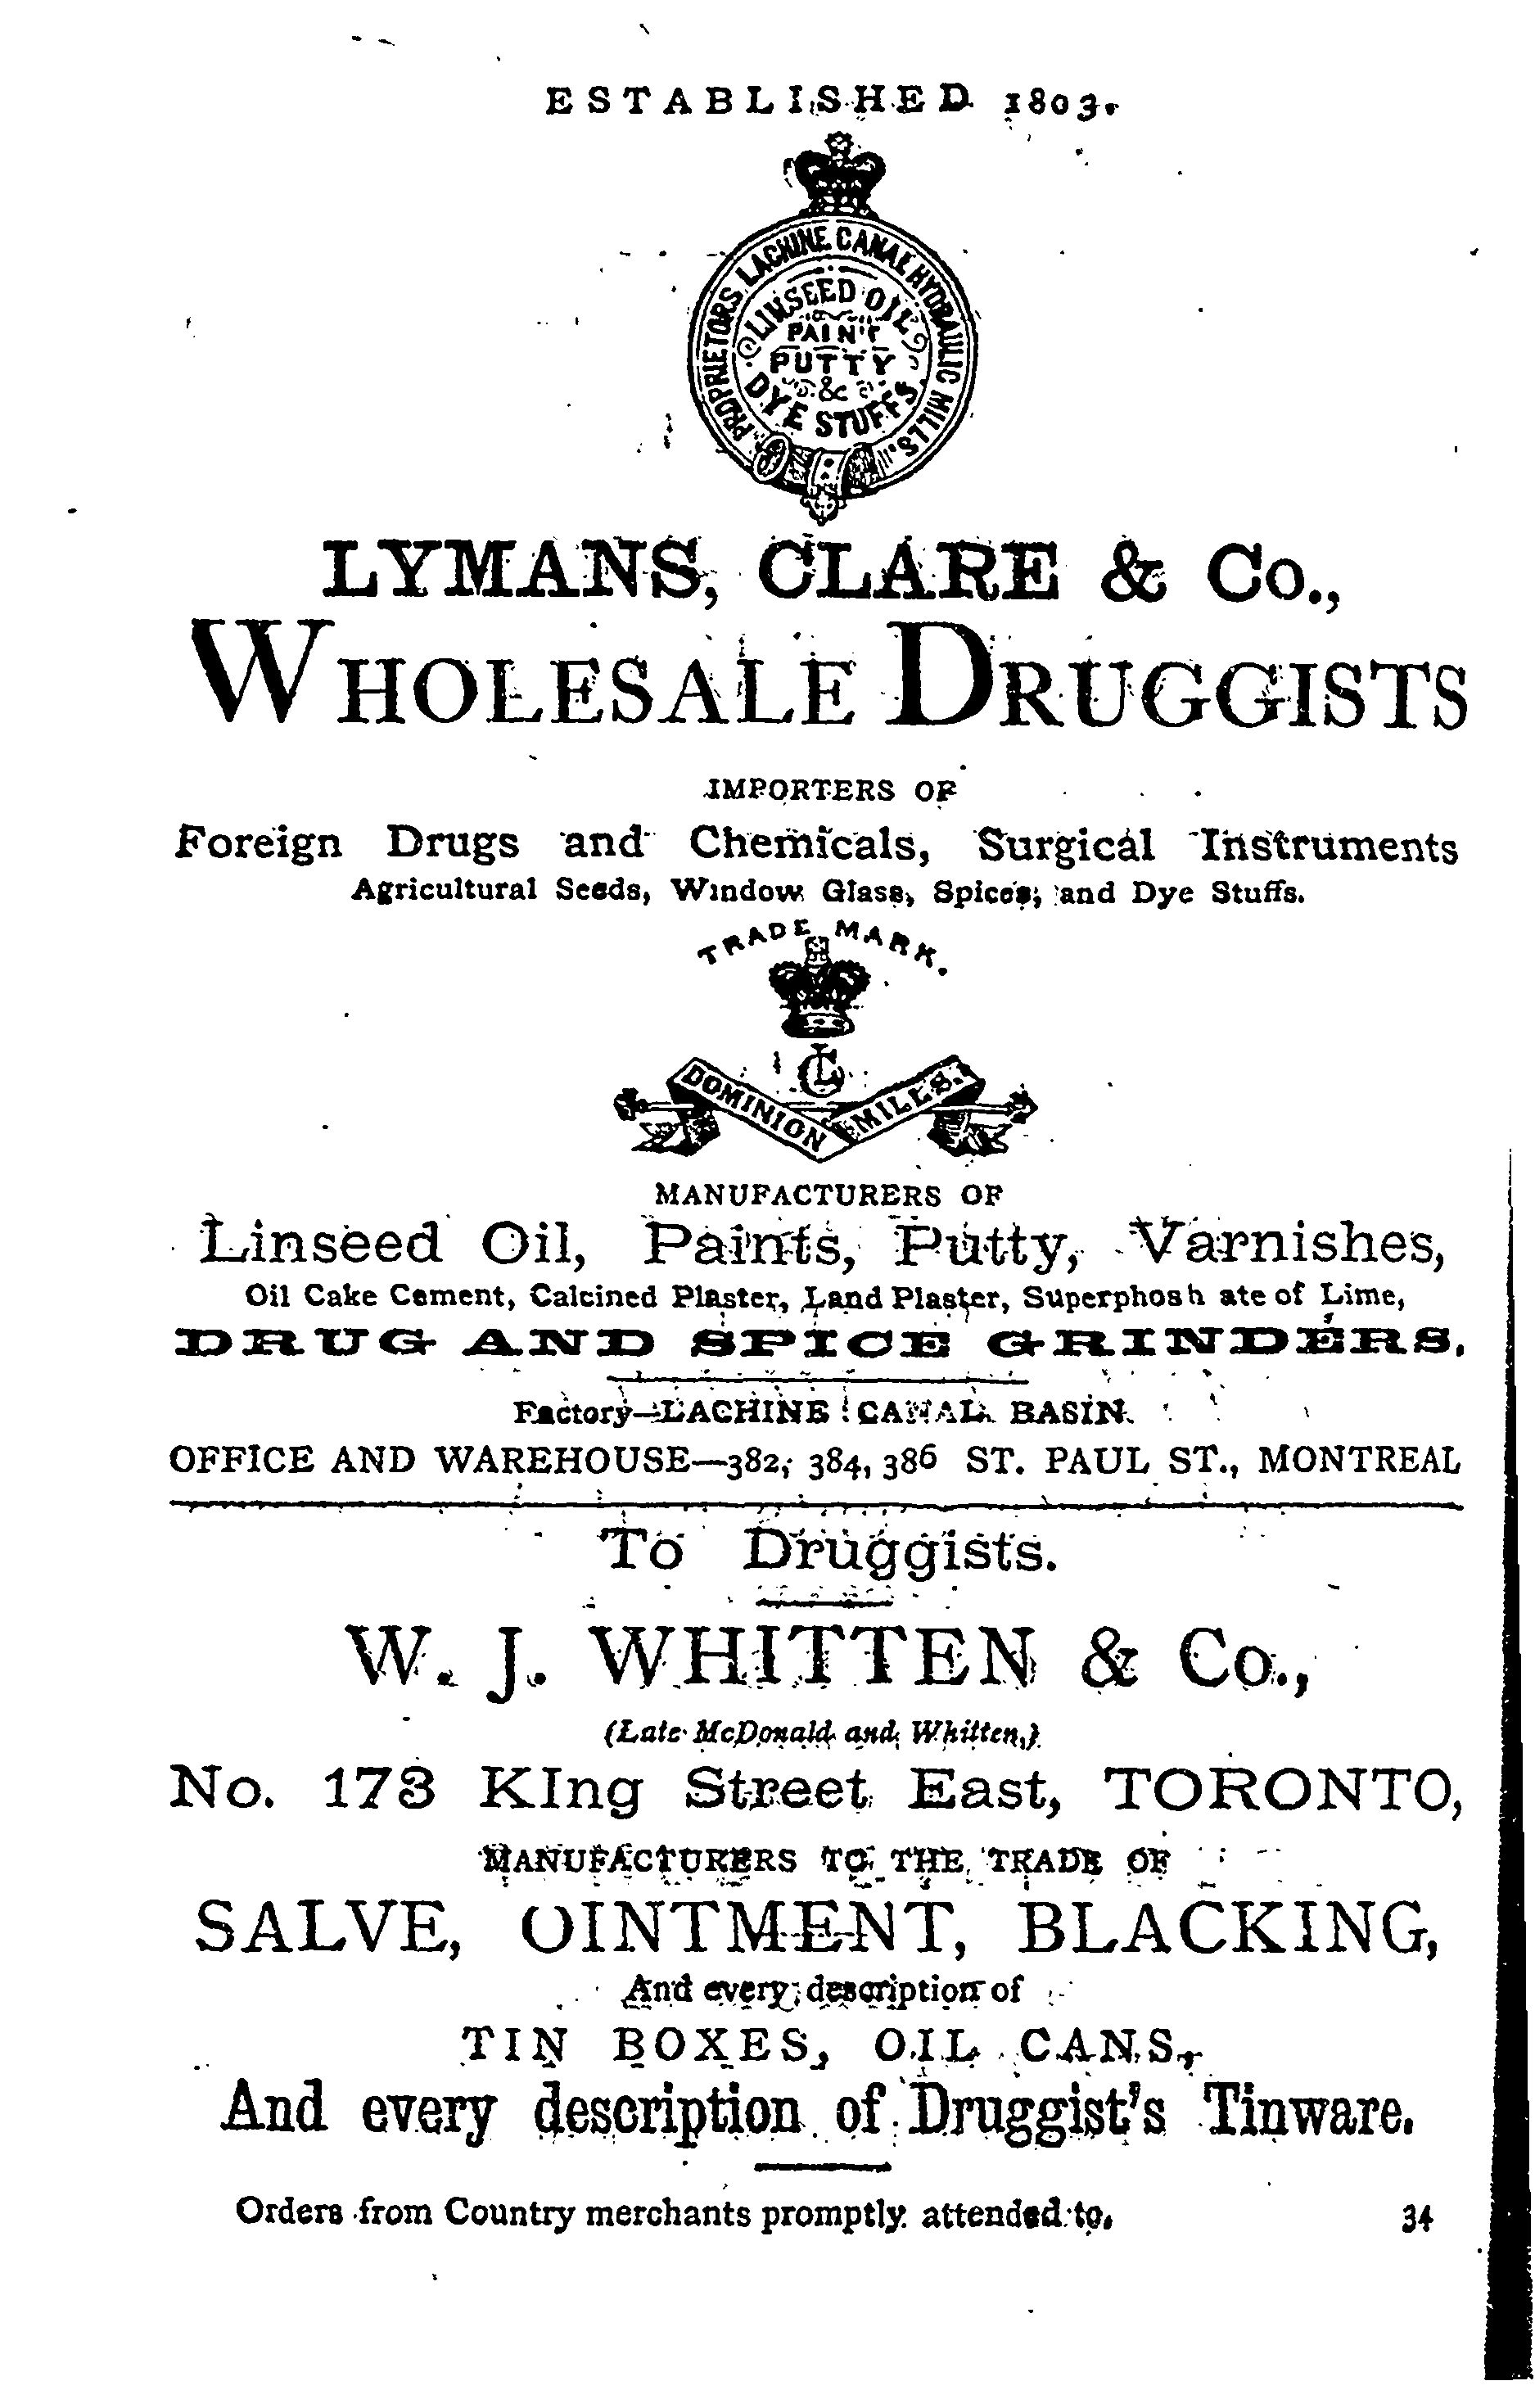 ESTABLISHED 1803.
PROPRIETORS LACHINE CANAL HYDRAULIC MILLS.
LINSEED OIL
PAINT
PUTTY
&
DYE STUFFS.
LYMANS, CLARE & Co.,
WHOLESALE DRUGGISTS
IMPORTERS OF
Foreign Drugs and Chemicals, Surgical Instruments
Agricultural Seeds, Window Glass, Spices, and Dye Stuffs.
TRADE MARK.
DOMINION MILLS.
MANUFACTURERS OF
Linseed Oil, Paints, Putty, Varnishes,
Oil Cake Cement, Calcined Plaster, Land Plaster, Superphosh ate of Lime,
DRUG AND SPICE GRINDERS.
Factory—LACHINE CANAL BASIN.
OFFICE AND WAREHOUSE—382, 384, 386 ST. PAUL ST., MONTREAL
To Druggists.
W. J. WHITTEN & Co.,
(Late McDonald and Whitten,)
No. 173 KIng Street East, TORONTO,
MANUFACTURERS TO THE TRADE OF
SALVE, OINTMENT, BLACKING,
And every description of
TIN BOXES, OIL CANS,
And every description of Druggist's Tinware.
Orders from Country merchants promptly attended to.
34